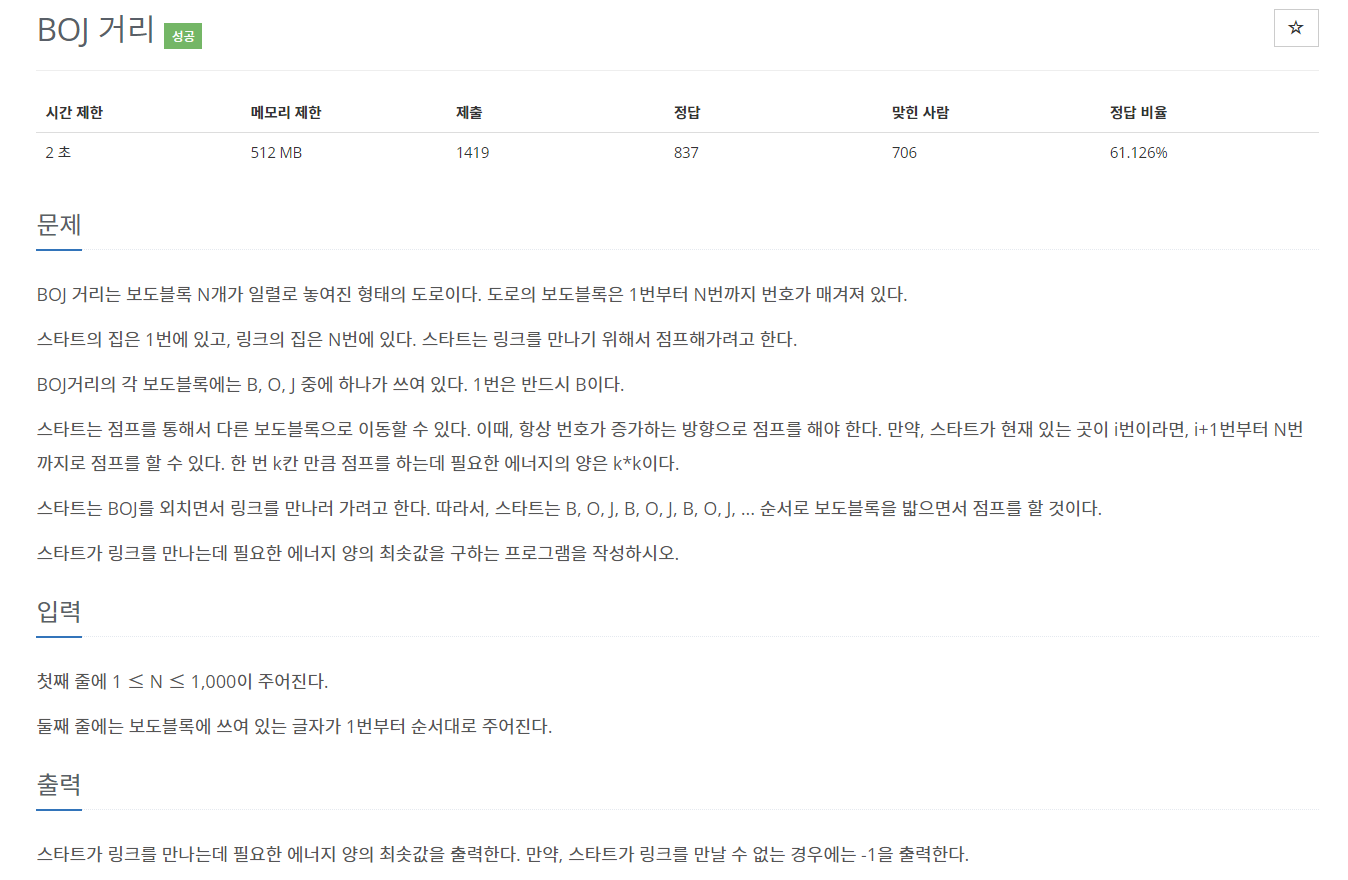 BOJ 거리 성공
☆
시간 제한 메모리 제한 제출 정답 맞힌 사람 정답 비율
2 초 512 MB 1419 837 706 61.126%
문제
BOJ 거리는 보도블록 N개가 일렬로 놓여진 형태의 도로이다. 도로의 보도블록은 1번부터 N번까지 번호가 매겨져 있다.
스타트의 집은 1번에 있고, 링크의 집은 N번에 있다. 스타트는 링크를 만나기 위해서 점프해가려고 한다.
BOJ거리의 각 보도블록에는 B, O, J 중에 하나가 쓰여 있다. 1번은 반드시 B이다.
스타트는 점프를 통해서 다른 보도블록으로 이동할 수 있다. 이때, 항상 번호가 증가하는 방향으로 점프를 해야 한다. 만약, 스타트가 현재 있는 곳이 i번이라면, i+1번부터 N번
까지로 점프를 할 수 있다. 한 번 k칸 만큼 점프를 하는데 필요한 에너지의 양은 k*k이다.
스타트는 BOJ를 외치면서 링크를 만나러 가려고 한다. 따라서, 스타트는 B, O, J, B, O, J, B, O, J, ... 순서로 보도블록을 밟으면서 점프를 할 것이다.
스타트가 링크를 만나는데 필요한 에너지 양의 최솟값을 구하는 프로그램을 작성하시오.
입력
첫째 줄에 1 ≤ N ≤ 1,000이 주어진다.
둘째 줄에는 보도블록에 쓰여 있는 글자가 1번부터 순서대로 주어진다.
출력
스타트가 링크를 만나는데 필요한 에너지 양의 최솟값을 출력한다. 만약, 스타트가 링크를 만날 수 없는 경우에는 -1을 출력한다.